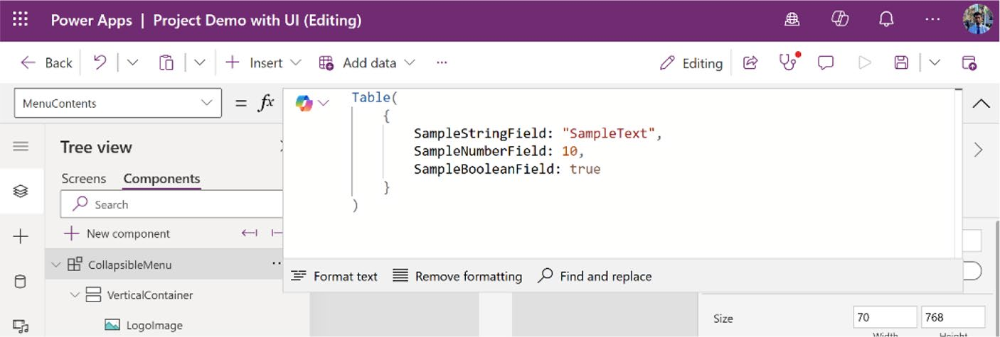 Power Apps | Project Demo with UI (Editing)
Back Insert Add data ... Editing
MenuContents = fx
Table(
{
SampleStringField: "SampleText",
SampleNumberField: 10,
SampleBooleanField: true
}
)
Tree view
Screens Components
Search
New component
CollapsibleMenu
Format text Remove formatting Find and replace
VerticalContainer
LogoImage
Size 70 768
Width Height